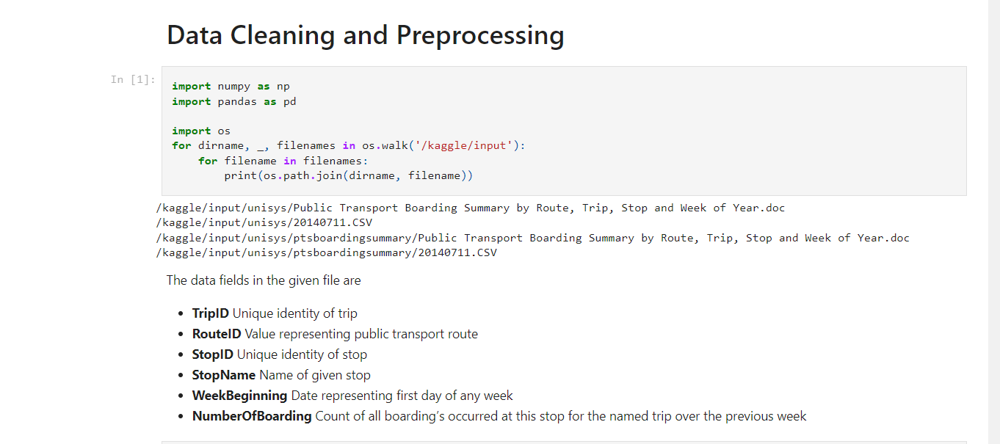 Data Cleaning and Preprocessing
In [1]:
import numpy as np
import pandas as pd
import os
for dirname, _, filenames in os.walk('/kaggle/input'):
    for filename in filenames:
        print(os.path.join(dirname, filename))
/kaggle/input/unisys/Public Transport Boarding Summary by Route, Trip, Stop and Week of Year.doc
/kaggle/input/unisys/20140711.CSV
/kaggle/input/unisys/ptsboardingsummary/Public Transport Boarding Summary by Route, Trip, Stop and Week of Year.doc
/kaggle/input/unisys/ptsboardingsummary/20140711.CSV
The data fields in the given file are
• TripID Unique identity of trip
• RouteID Value representing public transport route
• StopID Unique identity of stop
• StopName Name of given stop
• WeekBeginning Date representing first day of any week
• NumberOfBoarding Count of all boarding’s occurred at this stop for the named trip over the previous week